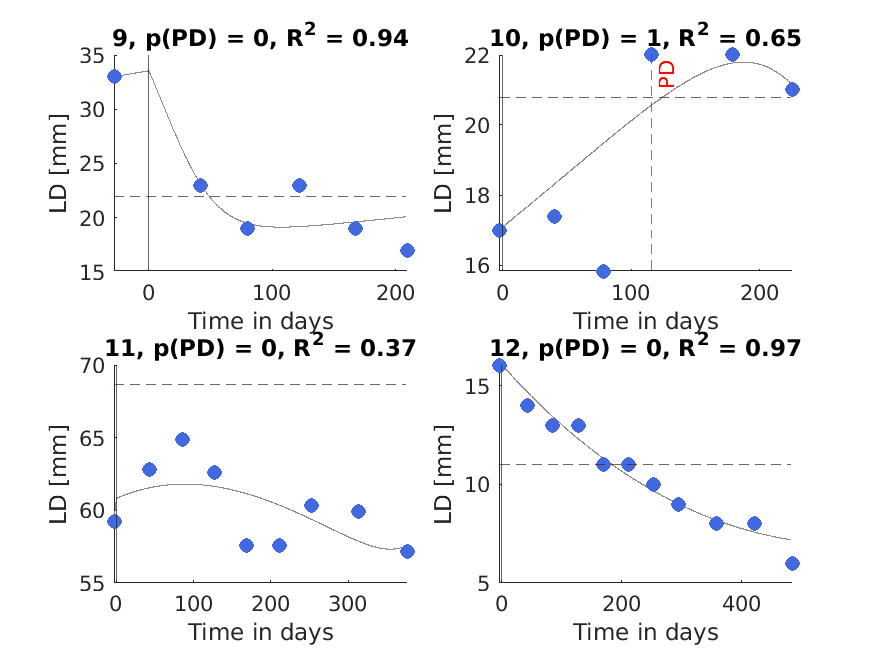 9, p(PD) = 0, R² = 0.94
35
30
25
20
15
LD [mm]
0 100 200
Time in days
10, p(PD) = 1, R² = 0.65
22
20
18
16
LD [mm]
PD
0 100 200
Time in days
11, p(PD) = 0, R² = 0.37
70
65
60
55
LD [mm]
0 100 200 300
Time in days
12, p(PD) = 0, R² = 0.97
15
10
5
LD [mm]
0 200 400
Time in days